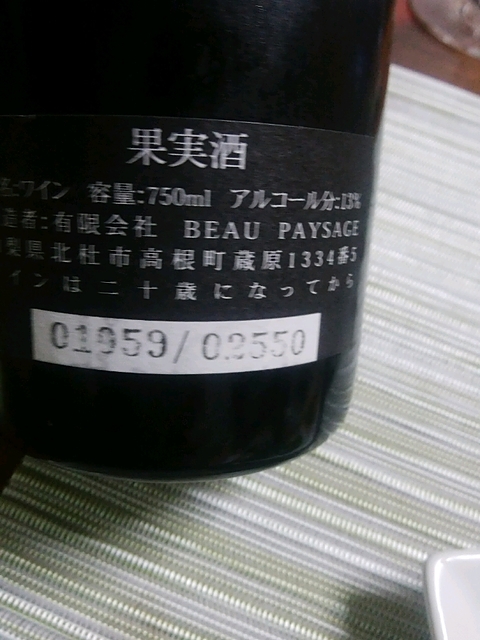 果実酒
ワイン 容量:750ml アルコール分:13%
造者:有限会社 BEAU PAYSAGE
県北杜市高根町蔵原1334番5
インは二十歳になってから
01959/02550